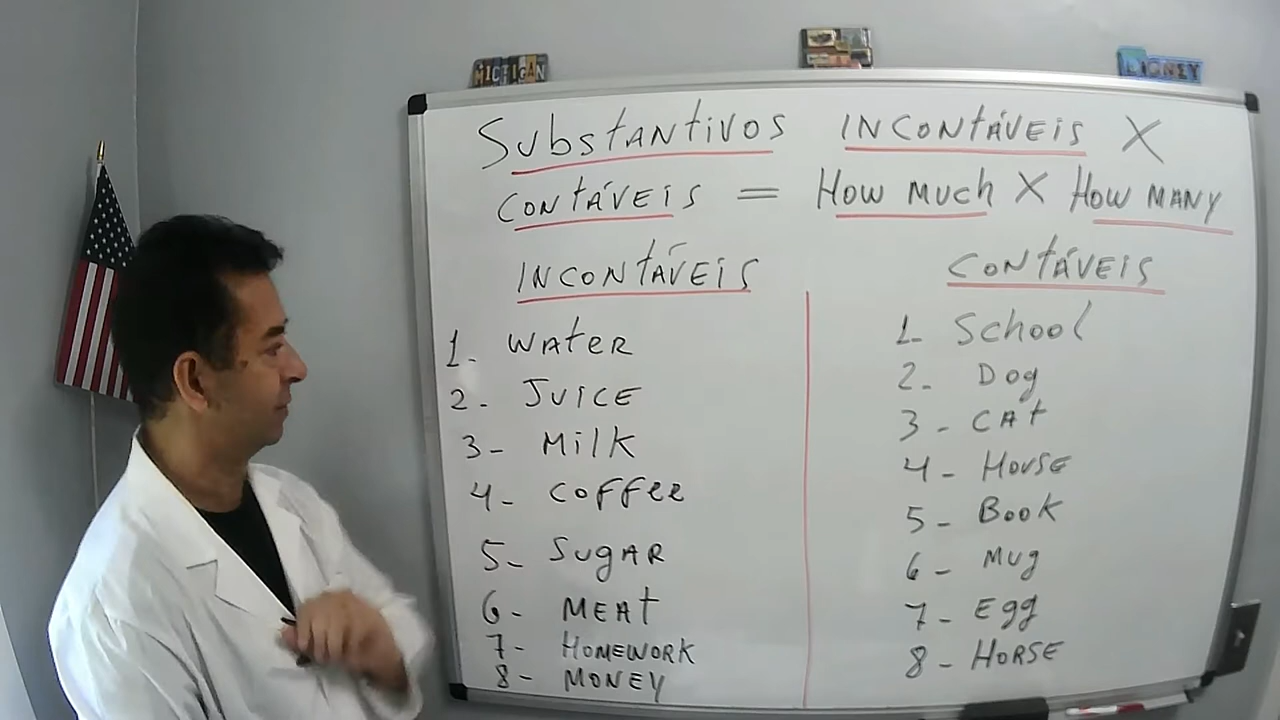 MICHIGAN
SUBSTANTIVOS INCONTÁVEIS X
CONTÁVEIS = HOW MUCH X HOW MANY
INCONTÁVEIS
1. WATER
2- JUICE
3- MILK
4- COFFEE
5- SUGAR
6- MEAT
7- HOMEWORK
8- MONEY
CONTÁVEIS
1. SCHOOL
2. DOG
3- CAT
4- HOUSE
5- BOOK
6- MUG
7- EGG
8- HORSE